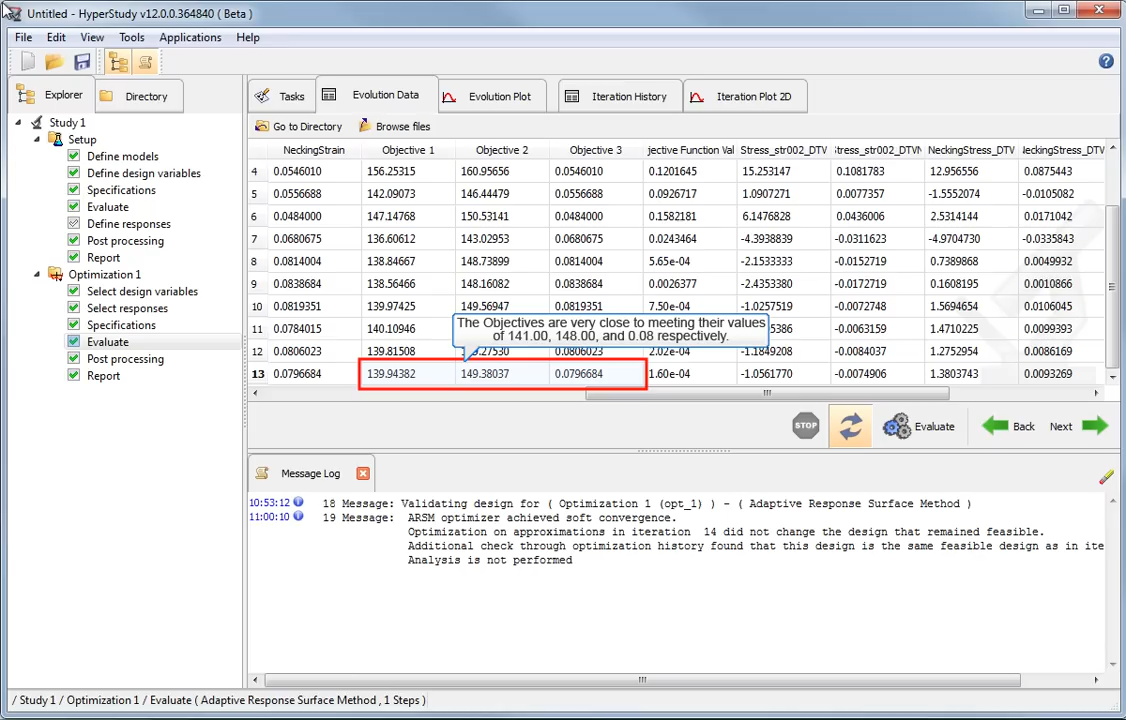 Untitled - HyperStudy v12.0.0.364840 ( Beta )
File Edit View Tools Applications Help
Explorer Directory
Tasks Evolution Data Evolution Plot Iteration History Iteration Plot 2D
Go to Directory Browse files
Study 1
Setup
Define models
Define design variables
Specifications
Evaluate
Define responses
Post processing
Report
Optimization 1
Select design variables
Select responses
Specifications
Evaluate
Post processing
Report
NeckingStrain Objective 1 Objective 2 Objective 3 jective Function Val Stress_str002_DTV Stress_str002_DTVN NeckingStress_DTV NeckingStress_DTV
4 0.0546010 156.25315 160.95656 0.0546010 0.1201645 15.253147 0.1081783 12.956556 0.0875443
5 0.0556688 142.09073 146.44479 0.0556688 0.0926717 1.0907271 0.0077357 -1.5552074 -0.0105082
6 0.0484000 147.14768 150.53141 0.0484000 0.1582181 6.1476828 0.0436006 2.5314144 0.0171042
7 0.0680675 136.60612 143.02953 0.0680675 0.0243464 -4.3938839 -0.0311623 -4.9704730 -0.0335843
8 0.0814004 138.84667 148.73899 0.0814004 5.65e-04 -2.1533333 -0.0152719 0.7389868 0.0049932
9 0.0838684 138.56466 148.16082 0.0838684 0.0026377 -2.4353380 -0.0172719 0.1608195 0.0010866
10 0.0819351 139.97425 149.56947 0.0819351 7.50e-04 -1.0257519 -0.0072748 1.5694654 0.0106045
11 0.0784015 140.10946 5386 -0.0063159 1.4710225 0.0099393
The Objectives are very close to meeting their values
of 141.00, 148.00, and 0.08 respectively.
12 0.0806023 139.81508 27530 0.0806023 2.02e-04 -1.1849208 -0.0084037 1.2752954 0.0086169
13 0.0796684 139.94382 149.38037 0.0796684 1.60e-04 -1.0561770 -0.0074906 1.3803743 0.0093269
STOP Evaluate Back Next
Message Log
10:53:12 18 Message: Validating design for ( Optimization 1 (opt_1) ) - ( Adaptive Response Surface Method )
11:00:10 19 Message: ARSM optimizer achieved soft convergence.
Optimization on approximations in iteration 14 did not change the design that remained feasible.
Additional check through optimization history found that this design is the same feasible design as in ite
Analysis is not performed
/ Study 1 / Optimization 1 / Evaluate ( Adaptive Response Surface Method , 1 Steps )